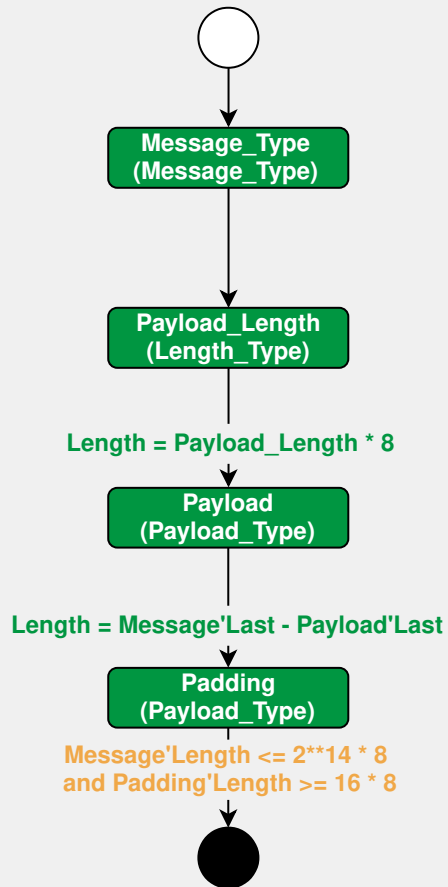 Message_Type
(Message_Type)
Payload_Length
(Length_Type)
Length = Payload_Length * 8
Payload
(Payload_Type)
Length = Message'Last - Payload'Last
Padding
(Payload_Type)
Message'Length <= 2**14 * 8
and Padding'Length >= 16 * 8